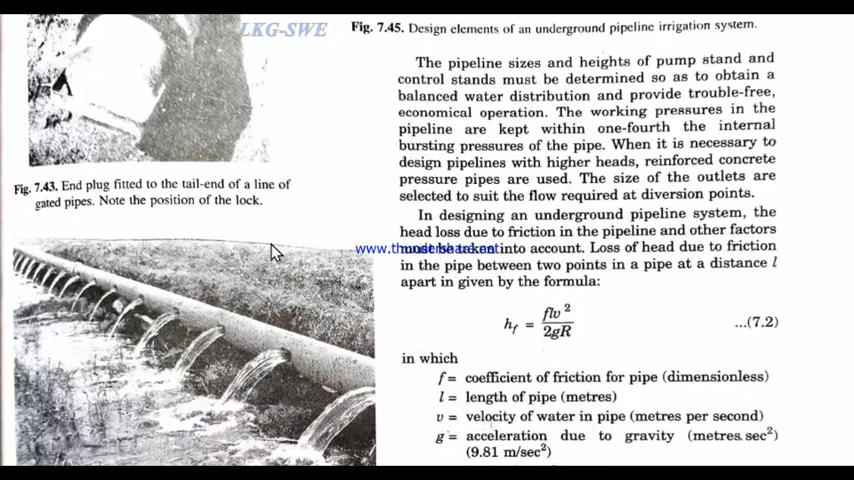 LKG-SWE
Fig. 7.45. Design elements of an underground pipeline irrigation system.
The pipeline sizes and heights of pump stand and
control stands must be determined so as to obtain a
balanced water distribution and provide trouble-free,
economical operation. The working pressures in the
pipeline are kept within one-fourth the internal
bursting pressures of the pipe. When it is necessary to
design pipelines with higher heads, reinforced concrete
pressure pipes are used. The size of the outlets are
selected to suit the flow required at diversion points.
In designing an underground pipeline system, the
head loss due to friction in the pipeline and other factors
must be taken into account. Loss of head due to friction
in the pipe between two points in a pipe at a distance l
apart in given by the formula:
h_f = flv² / 2gR ...(7.2)
in which
f = coefficient of friction for pipe (dimensionless)
l = length of pipe (metres)
v = velocity of water in pipe (metres per second)
g = acceleration due to gravity (metres sec²)
(9.81 m/sec²)
Fig. 7.43. End plug fitted to the tail-end of a line of
gated pipes. Note the position of the lock.